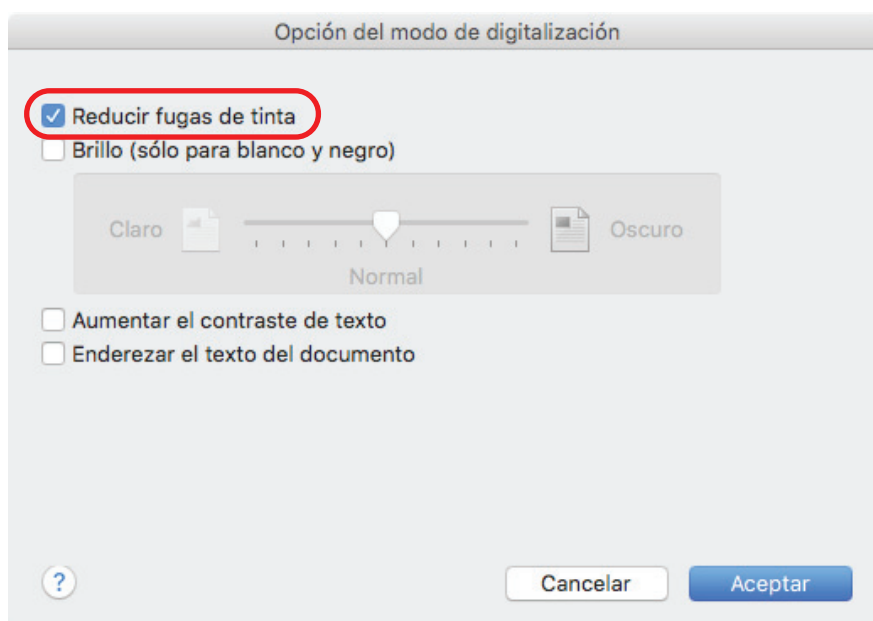 Opción del modo de digitalización
Reducir fugas de tinta
Brillo (sólo para blanco y negro)
Claro Oscuro
Normal
Aumentar el contraste de texto
Enderezar el texto del documento
? Cancelar Aceptar